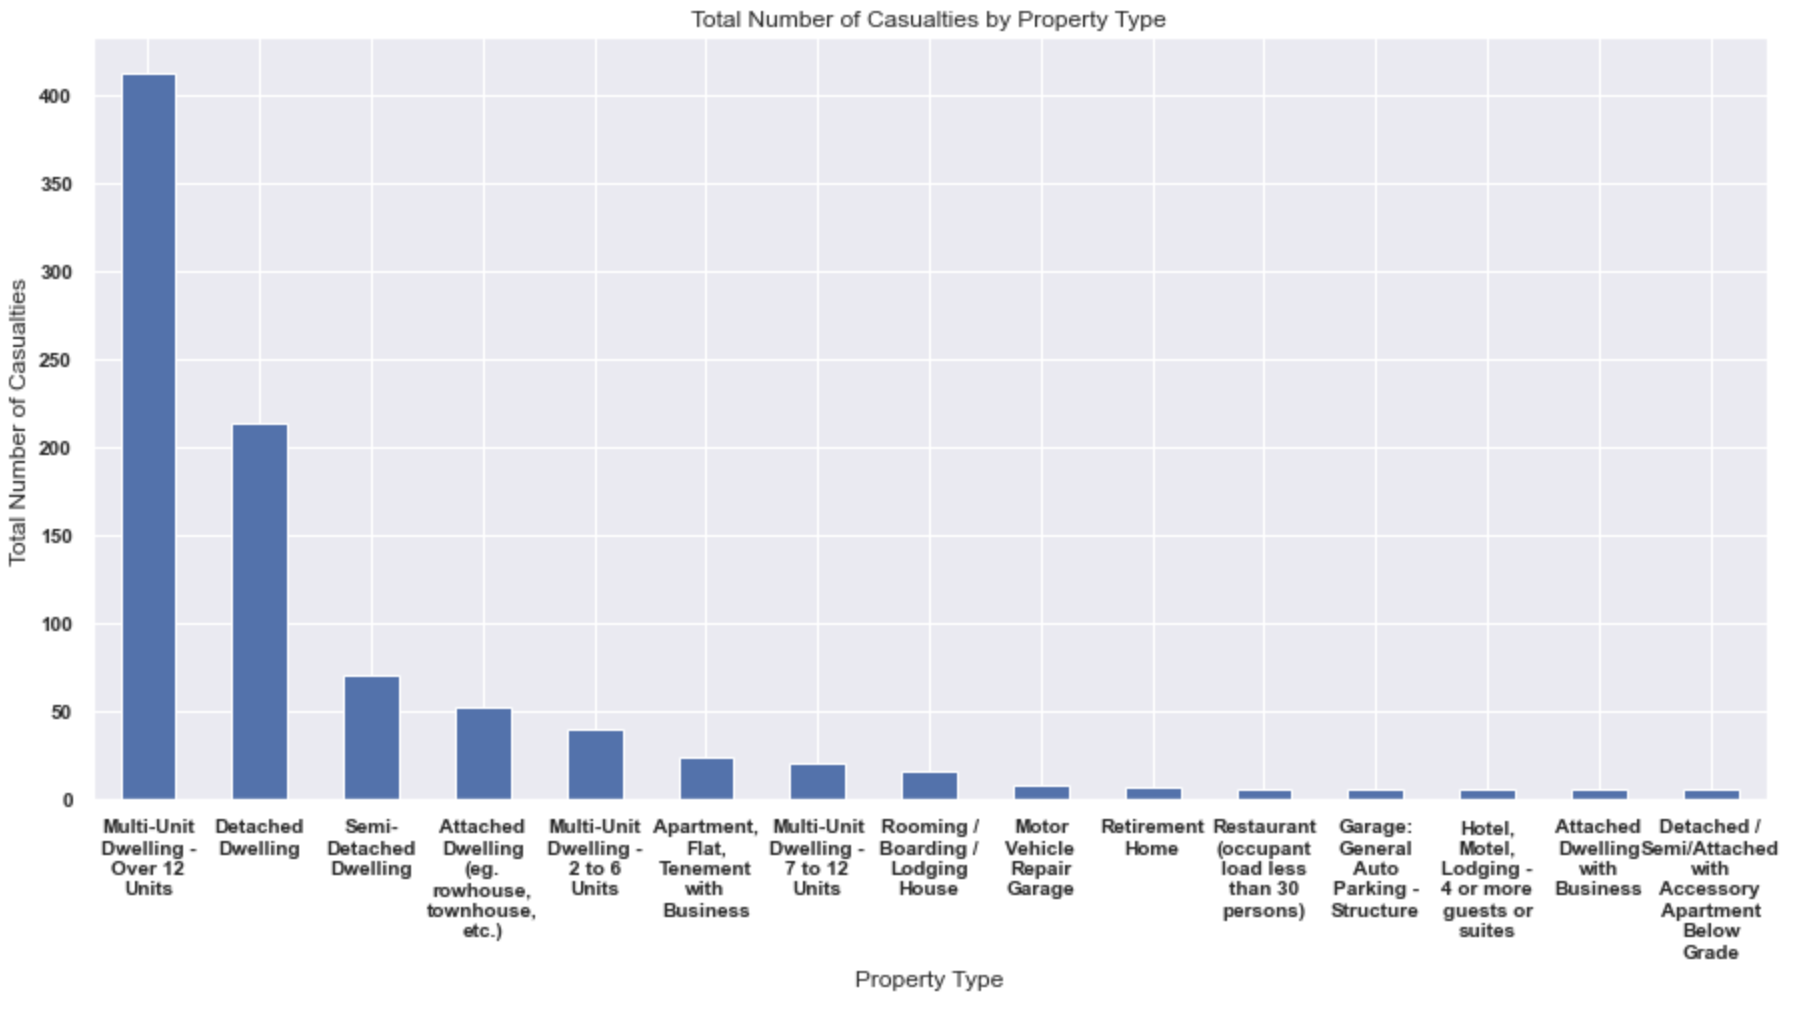 Total Number of Casualties by Property Type
Total Number of Casualties
400
350
300
250
200
150
100
50
0
Multi-Unit
Dwelling -
Over 12
Units
Detached
Dwelling
Semi-
Detached
Dwelling
Attached
Dwelling
(eg.
rowhouse,
townhouse,
etc.)
Multi-Unit
Dwelling -
2 to 6
Units
Apartment,
Flat,
Tenement
with
Business
Multi-Unit
Dwelling -
7 to 12
Units
Rooming /
Boarding /
Lodging
House
Motor
Vehicle
Repair
Garage
Retirement
Home
Restaurant
(occupant
load less
than 30
persons)
Garage:
General
Auto
Parking -
Structure
Hotel,
Motel,
Lodging -
4 or more
guests or
suites
Attached
Dwelling
with
Business
Detached /
Semi/Attached
with
Accessory
Apartment
Below
Grade
Property Type